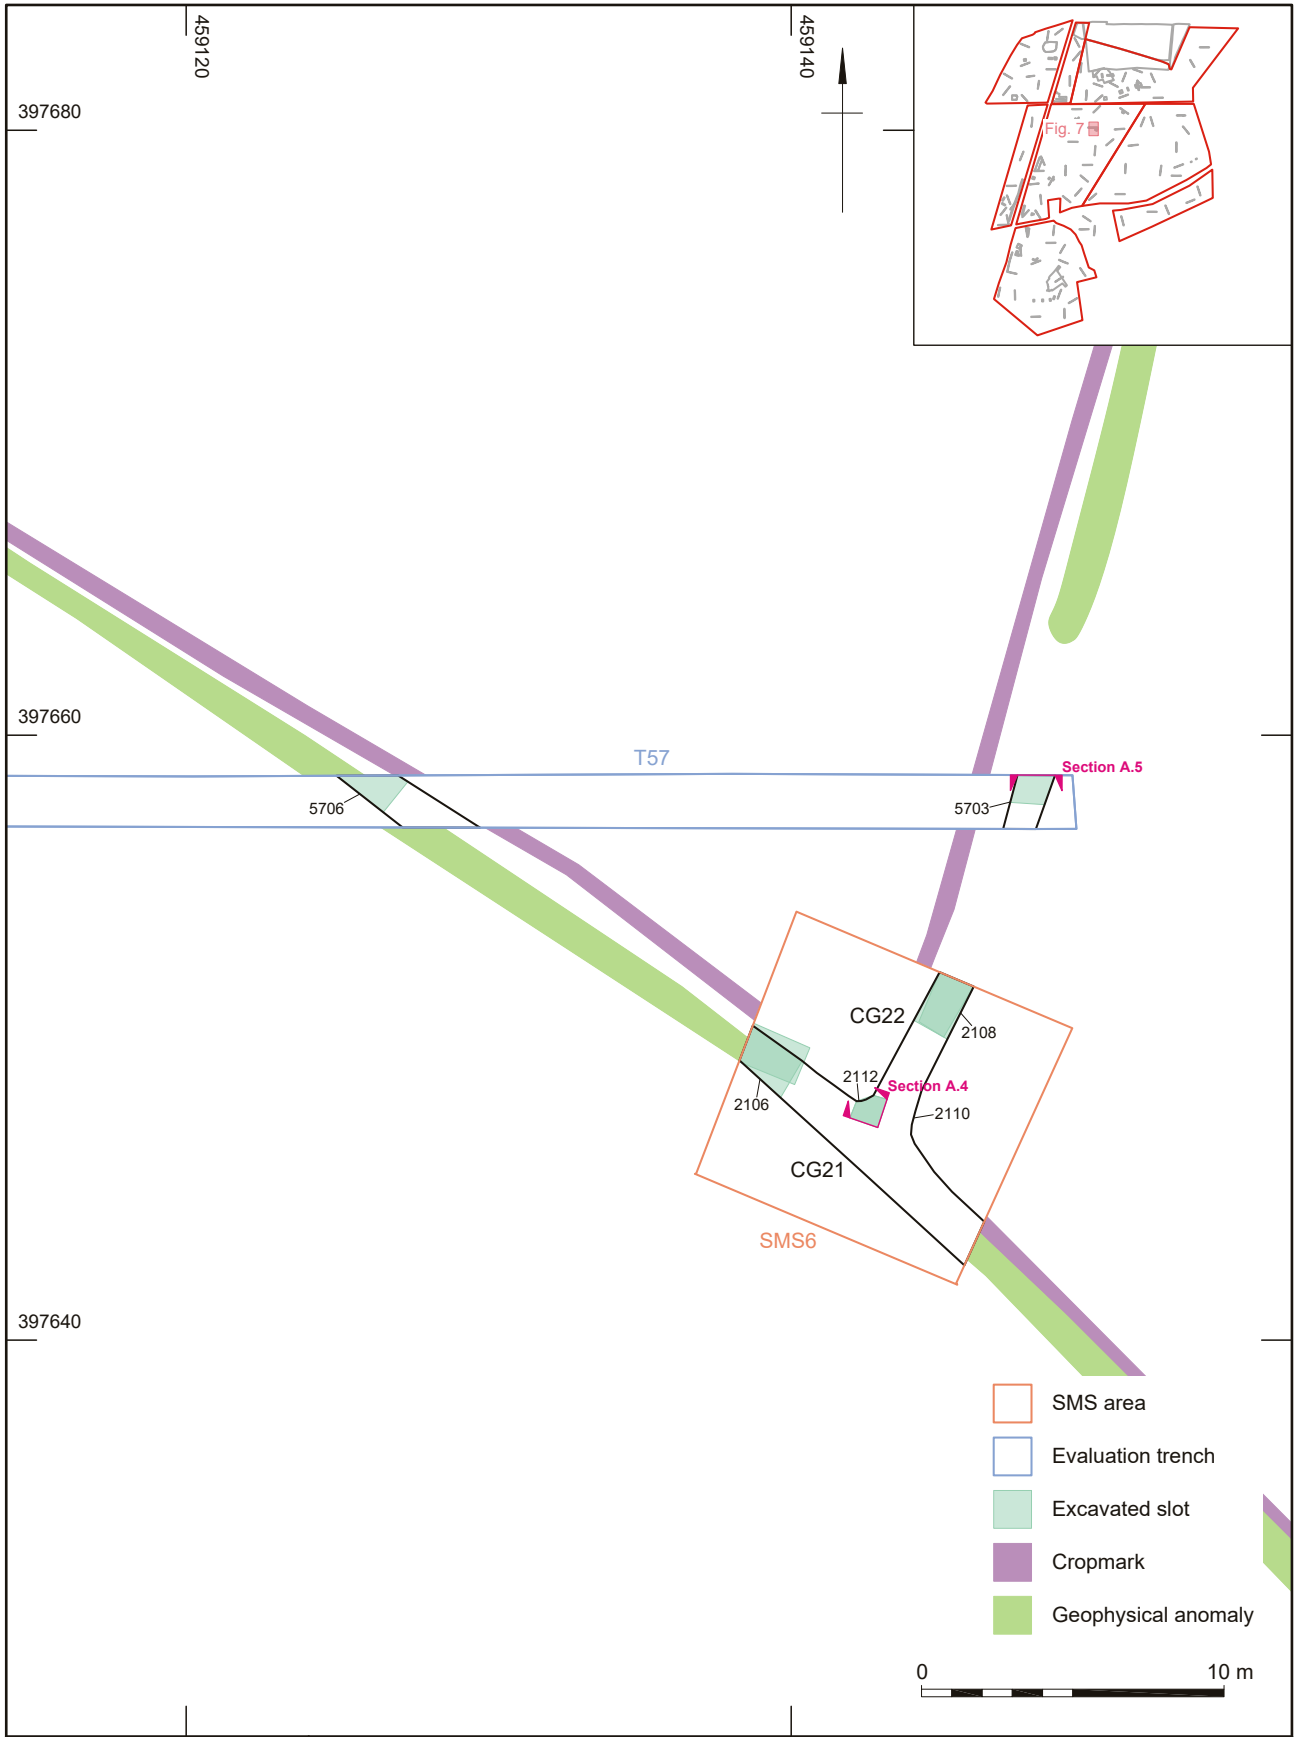 459120
459140
397680
Fig. 7
397660
T57
Section A.5
5706
5703
CG22
2108
2112
Section A.4
2106
2110
CG21
SMS6
397640
SMS area
Evaluation trench
Excavated slot
Cropmark
Geophysical anomaly
0 10 m